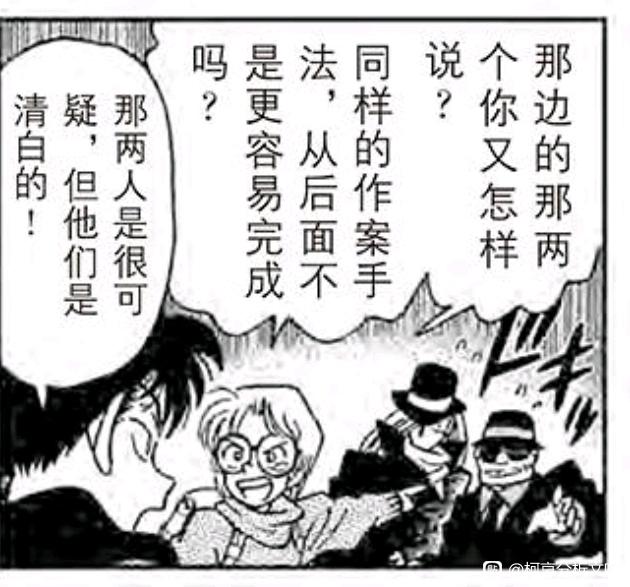 那边的那两
个你又怎样
说？
同样的作案手
法，从后面不
是更容易完成
吗？
那两人是很可
疑，但他们是
清白的！